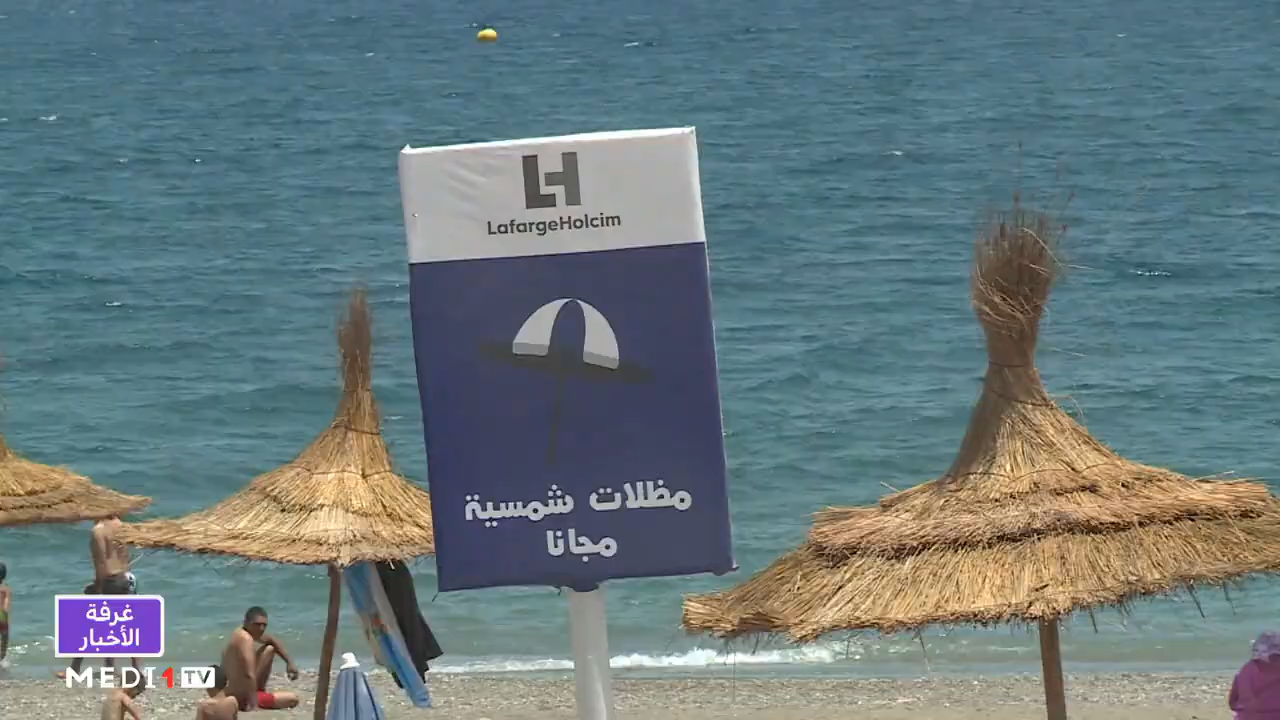 LafargeHolcim
مظلات شمسية
مجانا
غرفة
الأخبار
MEDI1TV